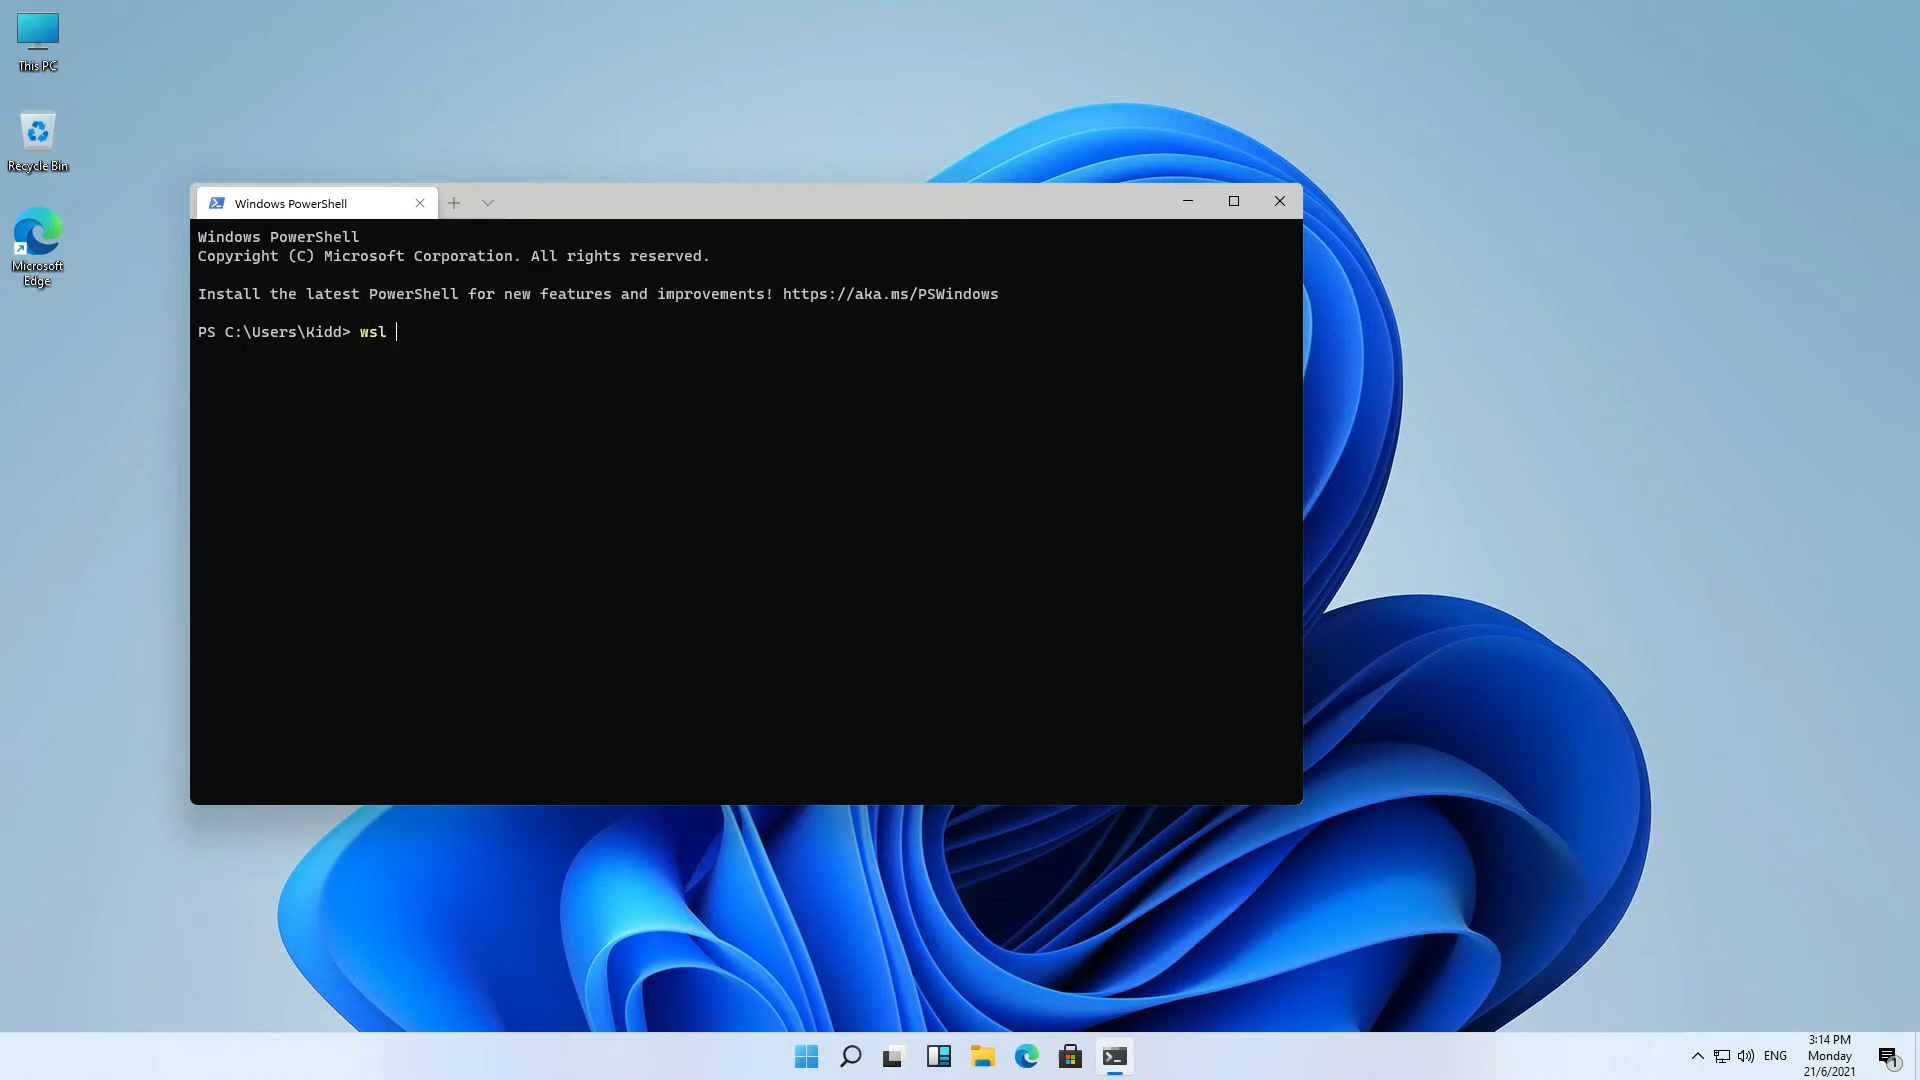 This PC
Recycle Bin
Microsoft
Edge
Windows PowerShell
Windows PowerShell
Copyright (C) Microsoft Corporation. All rights reserved.
Install the latest PowerShell for new features and improvements! https://aka.ms/PSWindows
PS C:\Users\Kidd> wsl
ENG
3:14 PM
Monday
21/6/2021
1